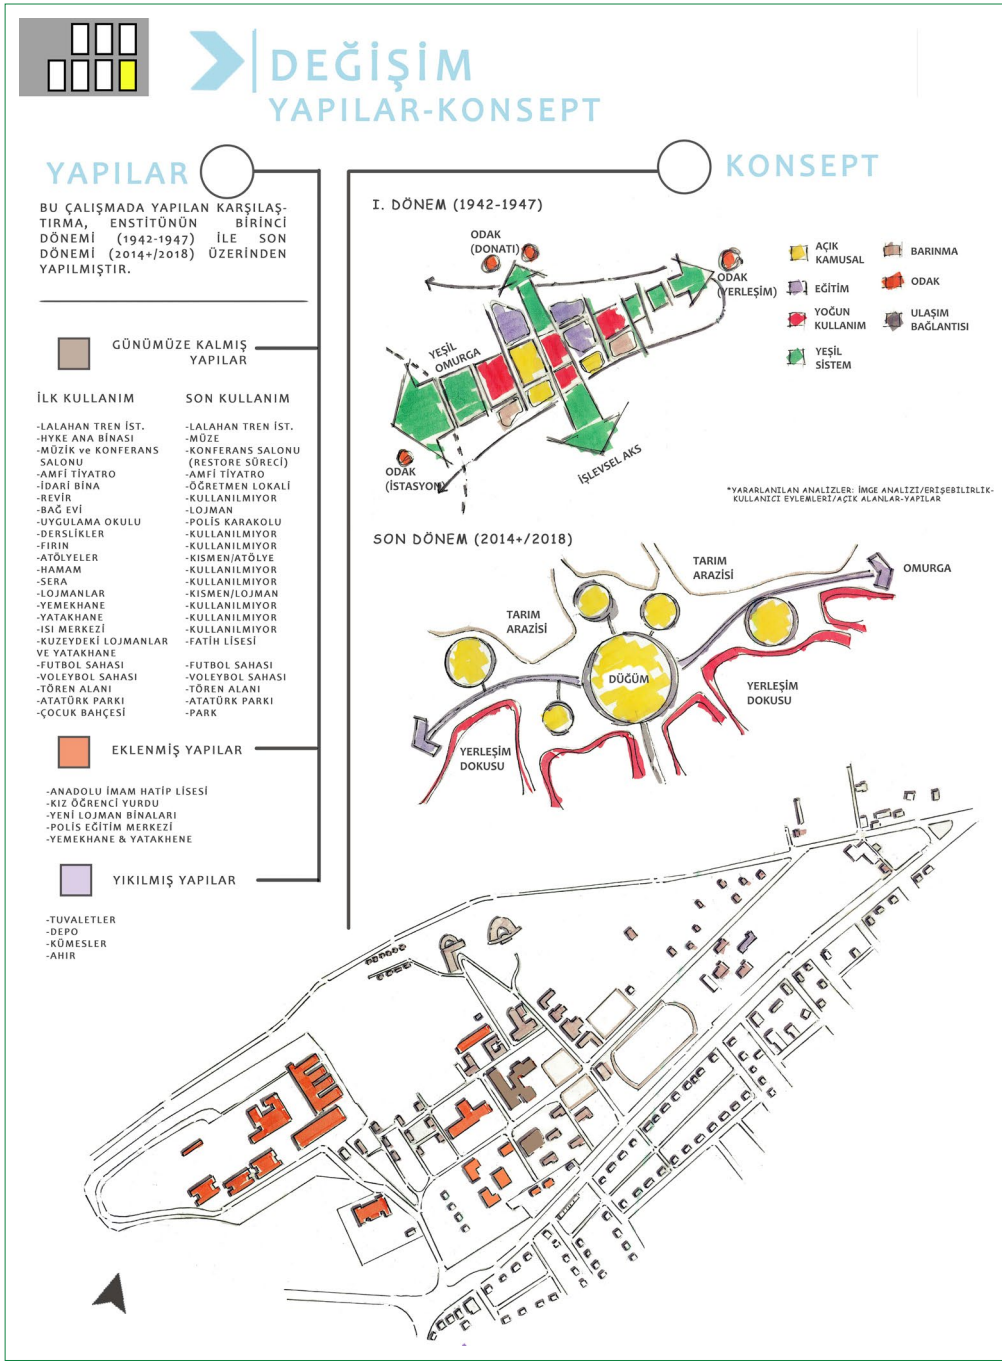 DEĞİŞİM
YAPILAR-KONSEPT
YAPILAR
BU ÇALIŞMADA YAPILAN KARŞILAŞ-
TIRMA, ENSTİTÜNÜN BİRİNCİ
DÖNEMİ (1942-1947) İLE SON
DÖNEMİ (2014+/2018) ÜZERİNDEN
YAPILMIŞTIR.
GÜNÜMÜZE KALMIŞ
YAPILAR
İLK KULLANIM
-LALAHAN TREN İST.
-HYKE ANA BİNASI
-MÜZİK ve KONFERANS
SALONU
-AMFİ TİYATRO
-İDARİ BİNA
-REVİR
-BAĞ EVİ
-UYGULAMA OKULU
-DERSLİKLER
-FIRIN
-ATÖLYELER
-HAMAM
-SERA
-LOJMANLAR
-YEMEKHANE
-YATAKHANE
-ISI MERKEZİ
-KUZEYDEKİ LOJMANLAR
VE YATAKHANE
-FUTBOL SAHASI
-VOLEYBOL SAHASI
-TÖREN ALANI
-ATATÜRK PARKI
-ÇOCUK BAHÇESİ
SON KULLANIM
-LALAHAN TREN İST.
-MÜZE
-KONFERANS SALONU
(RESTORE SÜRECİ)
-AMFİ TİYATRO
-ÖĞRETMEN LOKALİ
-KULLANILMIYOR
-LOJMAN
-POLİS KARAKOLU
-KULLANILMIYOR
-KULLANILMIYOR
-KISMEN/ATÖLYE
-KULLANILMIYOR
-KULLANILMIYOR
-KISMEN/LOJMAN
-KULLANILMIYOR
-KULLANILMIYOR
-KULLANILMIYOR
-FATİH LİSESİ
-FUTBOL SAHASI
-VOLEYBOL SAHASI
-TÖREN ALANI
-ATATÜRK PARKI
-PARK
EKLENMİŞ YAPILAR
-ANADOLU İMAM HATİP LİSESİ
-KIZ ÖĞRENCİ YURDU
-YENİ LOJMAN BİNALARI
-POLİS EĞİTİM MERKEZİ
-YEMEKHANE & YATAKHENE
YIKILMIŞ YAPILAR
-TUVALETLER
-DEPO
-KÜMESLER
-AHIR
KONSEPT
I. DÖNEM (1942-1947)
ODAK
(DONATI)
ODAK
(YERLEŞİM)
YEŞİL
OMURGA
ODAK
(İSTASYON)
İŞLEVSEL AKS
AÇIK
KAMUSAL
EĞİTİM
YOĞUN
KULLANIM
YEŞİL
SİSTEM
BARINMA
ODAK
ULAŞIM
BAĞLANTISI
*YARARLANILAN ANALİZLER: İMGE ANALİZİ/ERİŞEBİLİRLİK-
KULLANICI EYLEMLERİ/AÇIK ALANLAR-YAPILAR
SON DÖNEM (2014+/2018)
TARIM
ARAZİSİ
OMURGA
TARIM
ARAZİSİ
DÜĞÜM
YERLEŞİM
DOKUSU
YERLEŞİM
DOKUSU